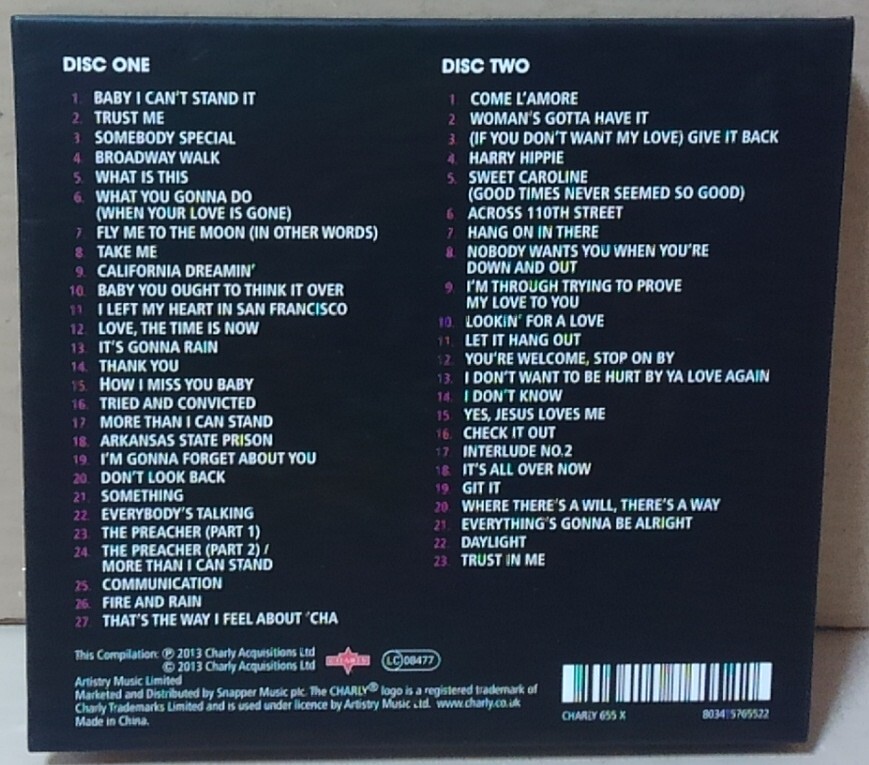 DISC ONE
1. BABY I CAN'T STAND IT
2. TRUST ME
3. SOMEBODY SPECIAL
4. BROADWAY WALK
5. WHAT IS THIS
6. WHAT YOU GONNA DO
(WHEN YOUR LOVE IS GONE)
7. FLY ME TO THE MOON (IN OTHER WORDS)
8. TAKE ME
9. CALIFORNIA DREAMIN'
10. BABY YOU OUGHT TO THINK IT OVER
11. I LEFT MY HEART IN SAN FRANCISCO
12. LOVE, THE TIME IS NOW
13. IT'S GONNA RAIN
14. THANK YOU
15. HOW I MISS YOU BABY
16. TRIED AND CONVICTED
17. MORE THAN I CAN STAND
18. ARKANSAS STATE PRISON
19. I'M GONNA FORGET ABOUT YOU
20. DON'T LOOK BACK
21. SOMETHING
22. EVERYBODY'S TALKING
23. THE PREACHER (PART 1)
24. THE PREACHER (PART 2) /
MORE THAN I CAN STAND
25. COMMUNICATION
26. FIRE AND RAIN
27. THAT'S THE WAY I FEEL ABOUT 'CHA
DISC TWO
1. COME L'AMORE
2. WOMAN'S GOTTA HAVE IT
3. (IF YOU DON'T WANT MY LOVE) GIVE IT BACK
4. HARRY HIPPIE
5. SWEET CAROLINE
(GOOD TIMES NEVER SEEMED SO GOOD)
6. ACROSS 110TH STREET
7. HANG ON IN THERE
8. NOBODY WANTS YOU WHEN YOU'RE
DOWN AND OUT
9. I'M THROUGH TRYING TO PROVE
MY LOVE TO YOU
10. LOOKIN' FOR A LOVE
11. LET IT HANG OUT
12. YOU'RE WELCOME, STOP ON BY
13. I DON'T WANT TO BE HURT BY YA LOVE AGAIN
14. I DON'T KNOW
15. YES, JESUS LOVES ME
16. CHECK IT OUT
17. INTERLUDE NO.2
18. IT'S ALL OVER NOW
19. GIT IT
20. WHERE THERE'S A WILL, THERE'S A WAY
21. EVERYTHING'S GONNA BE ALRIGHT
22. DAYLIGHT
23. TRUST IN ME
This Compilation: ℗ 2013 Charly Acquisitions Ltd
© 2013 Charly Acquisitions Ltd
CHARLY
LC 08477
Artistry Music Limited
Marketed and Distributed by Snapper Music plc. The CHARLY® logo is a registered trademark of
Charly Trademarks Limited and is used under licence by Artistry Music Ltd. www.charly.co.uk
Made in China.
CHARLY 655 X